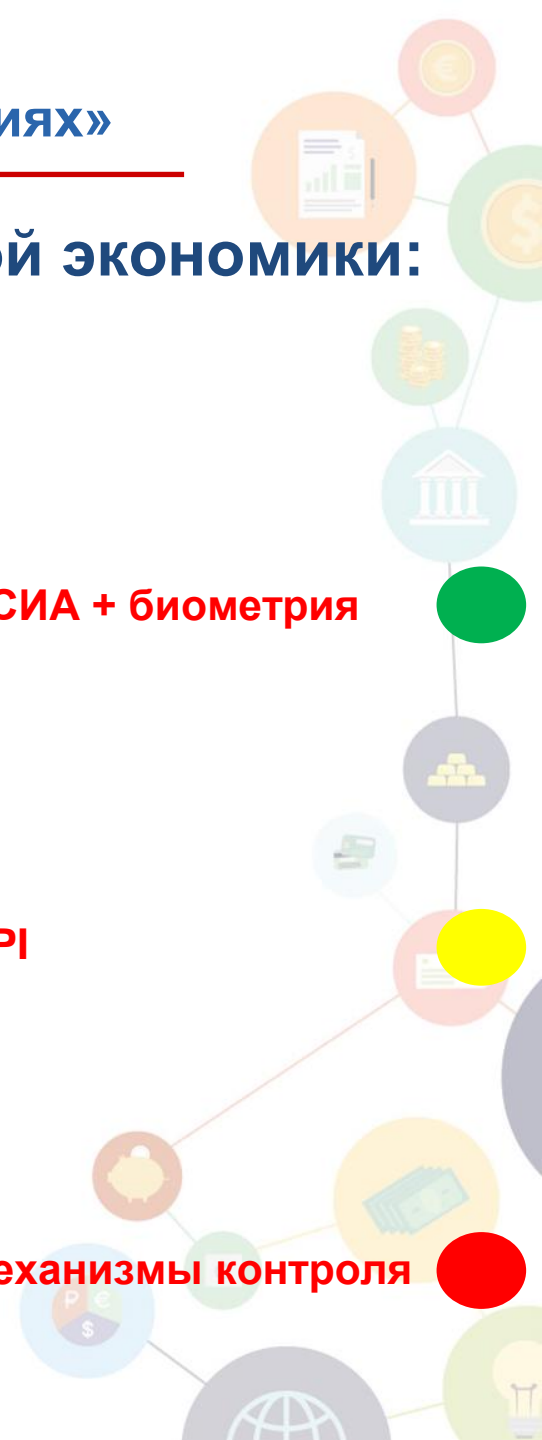 иях»
ой экономики:
СИА + биометрия
PI
еханизмы контроля